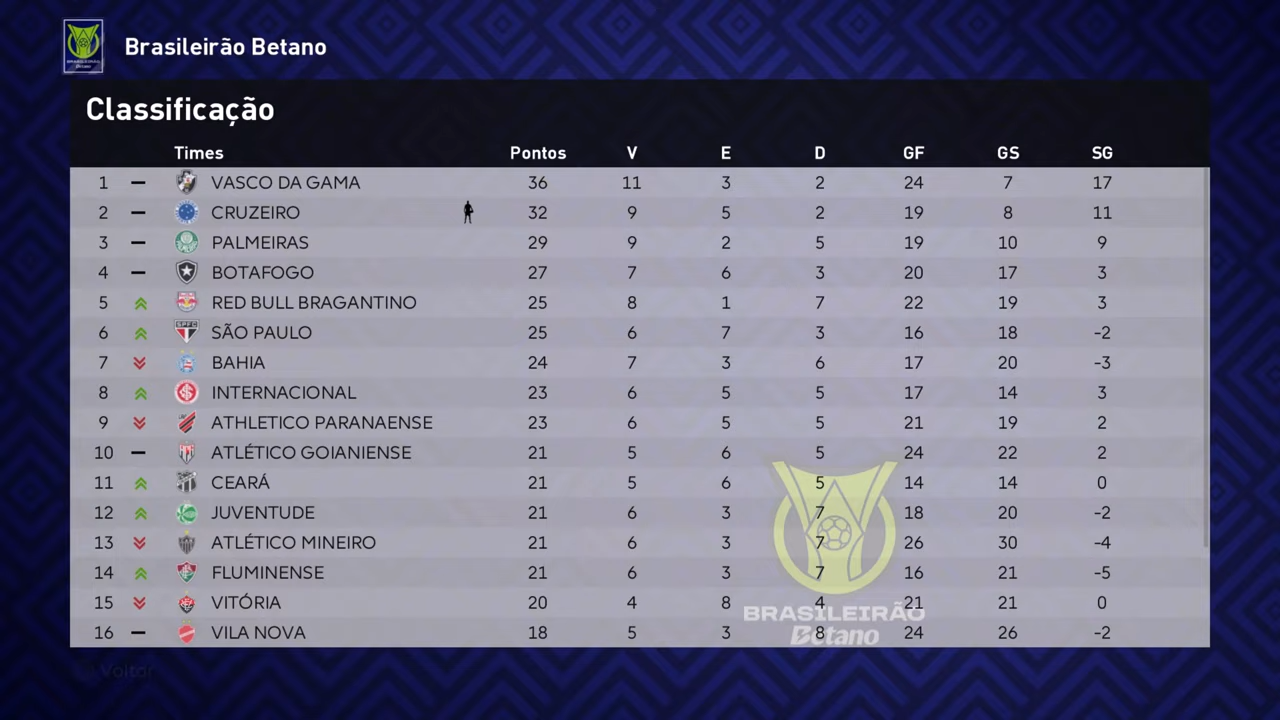 Brasileirão Betano
Classificação
Times Pontos V E D GF GS SG
1 VASCO DA GAMA 36 11 3 2 24 7 17
2 CRUZEIRO 32 9 5 2 19 8 11
3 PALMEIRAS 29 9 2 5 19 10 9
4 BOTAFOGO 27 7 6 3 20 17 3
5 RED BULL BRAGANTINO 25 8 1 7 22 19 3
6 SÃO PAULO 25 6 7 3 16 18 -2
7 BAHIA 24 7 3 6 17 20 -3
8 INTERNACIONAL 23 6 5 5 17 14 3
9 ATHLETICO PARANAENSE 23 6 5 5 21 19 2
10 ATLÉTICO GOIANIENSE 21 5 6 5 24 22 2
11 CEARÁ 21 5 6 5 14 14 0
12 JUVENTUDE 21 6 3 7 18 20 -2
13 ATLÉTICO MINEIRO 21 6 3 7 26 30 -4
14 FLUMINENSE 21 6 3 7 16 21 -5
15 VITÓRIA 20 4 8 4 21 21 0
BRASILEIRÃO
16 VILA NOVA 18 5 3 8 24 26 -2
Betano
Voltar